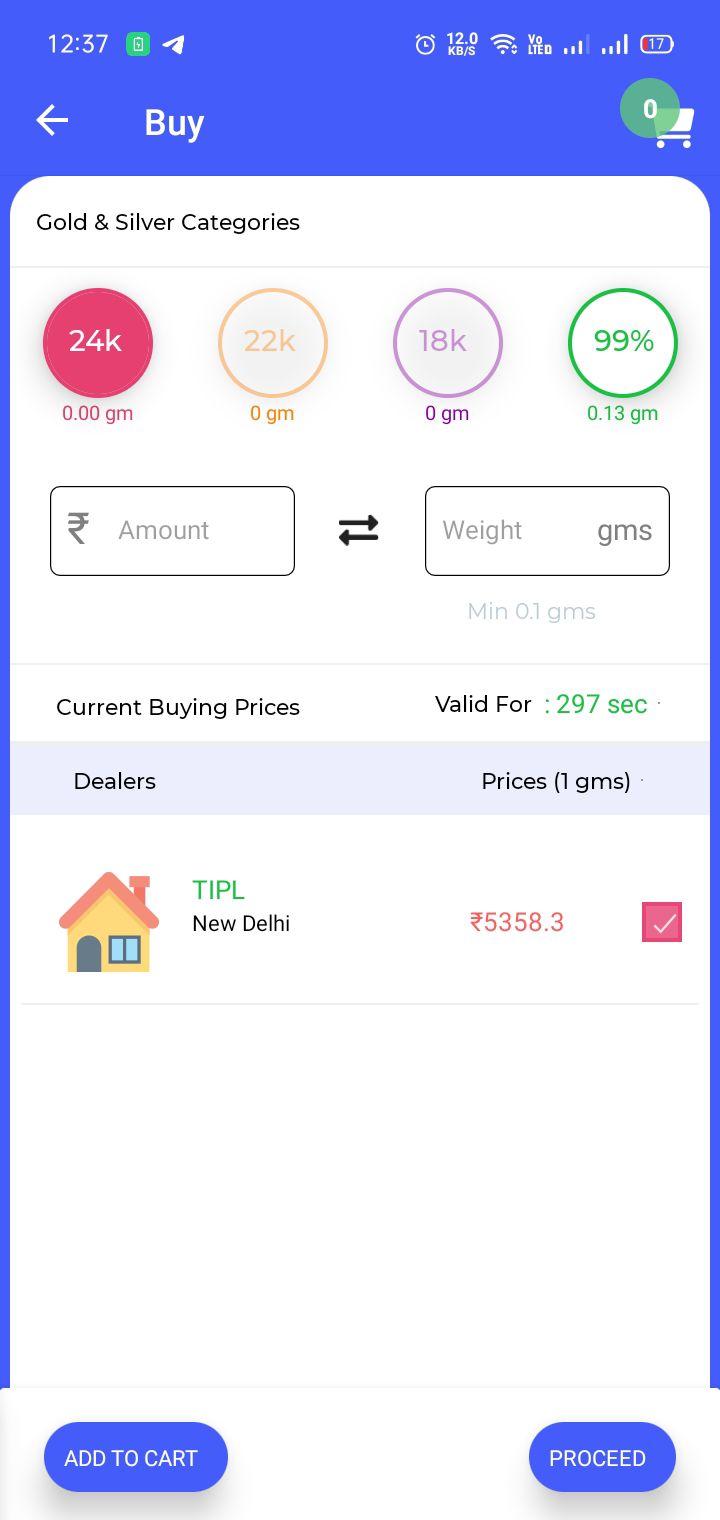 12:37 12.0 KB/S Vo LTED 17
Buy 0
Gold & Silver Categories
24k 22k 18k 99%
0.00 gm 0 gm 0 gm 0.13 gm
₹ Amount Weight gms
Min 0.1 gms
Current Buying Prices Valid For : 297 sec
Dealers Prices (1 gms)
TIPL
New Delhi ₹5358.3
ADD TO CART PROCEED